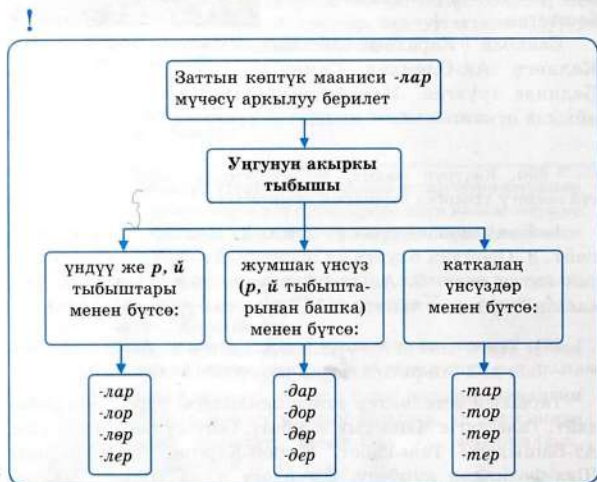 !
Заттын көптүк мааниси -лар
мүчөсү аркылуу берилет
Уңгунун акыркы
тыбышы
үндүү же р, й
тыбыштары
менен бүтсө:
жумшак үнсүз
(р, й тыбышта-
рынан башка)
менен бүтсө:
каткалаң
үнсүздөр
менен бүтсө:
-лар
-лор
-лөр
-лер
-дар
-дор
-дөр
-дер
-тар
-тор
-төр
-тер